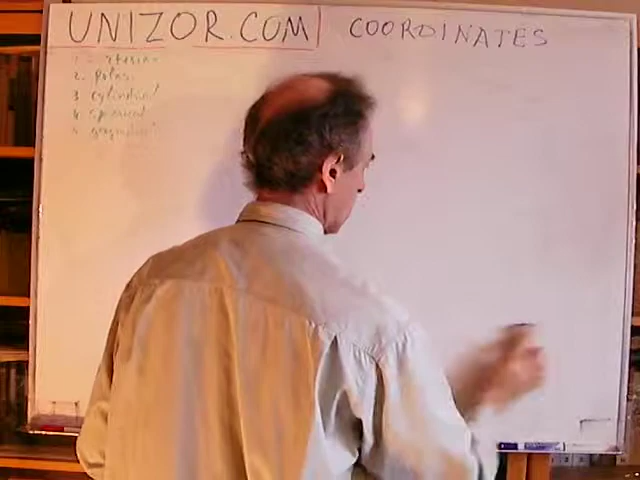 UNIZOR.COM COORDINATES
1. Cartesian
2. polar
3 cylindrical
4 spherical
5 geographical